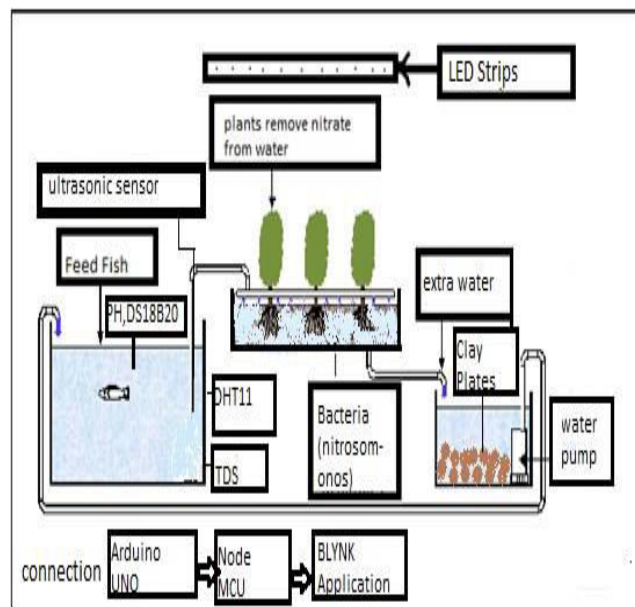 LED Strips
plants remove nitrate
from water
ultrasonic sensor
Feed Fish
PH,DS18B20
extra water
Clay
Plates
DHT11
Bacteria
(nitrosom-
onos)
water
pump
TDS
connection
Arduino
UNO
Node
MCU
BLYNK
Application